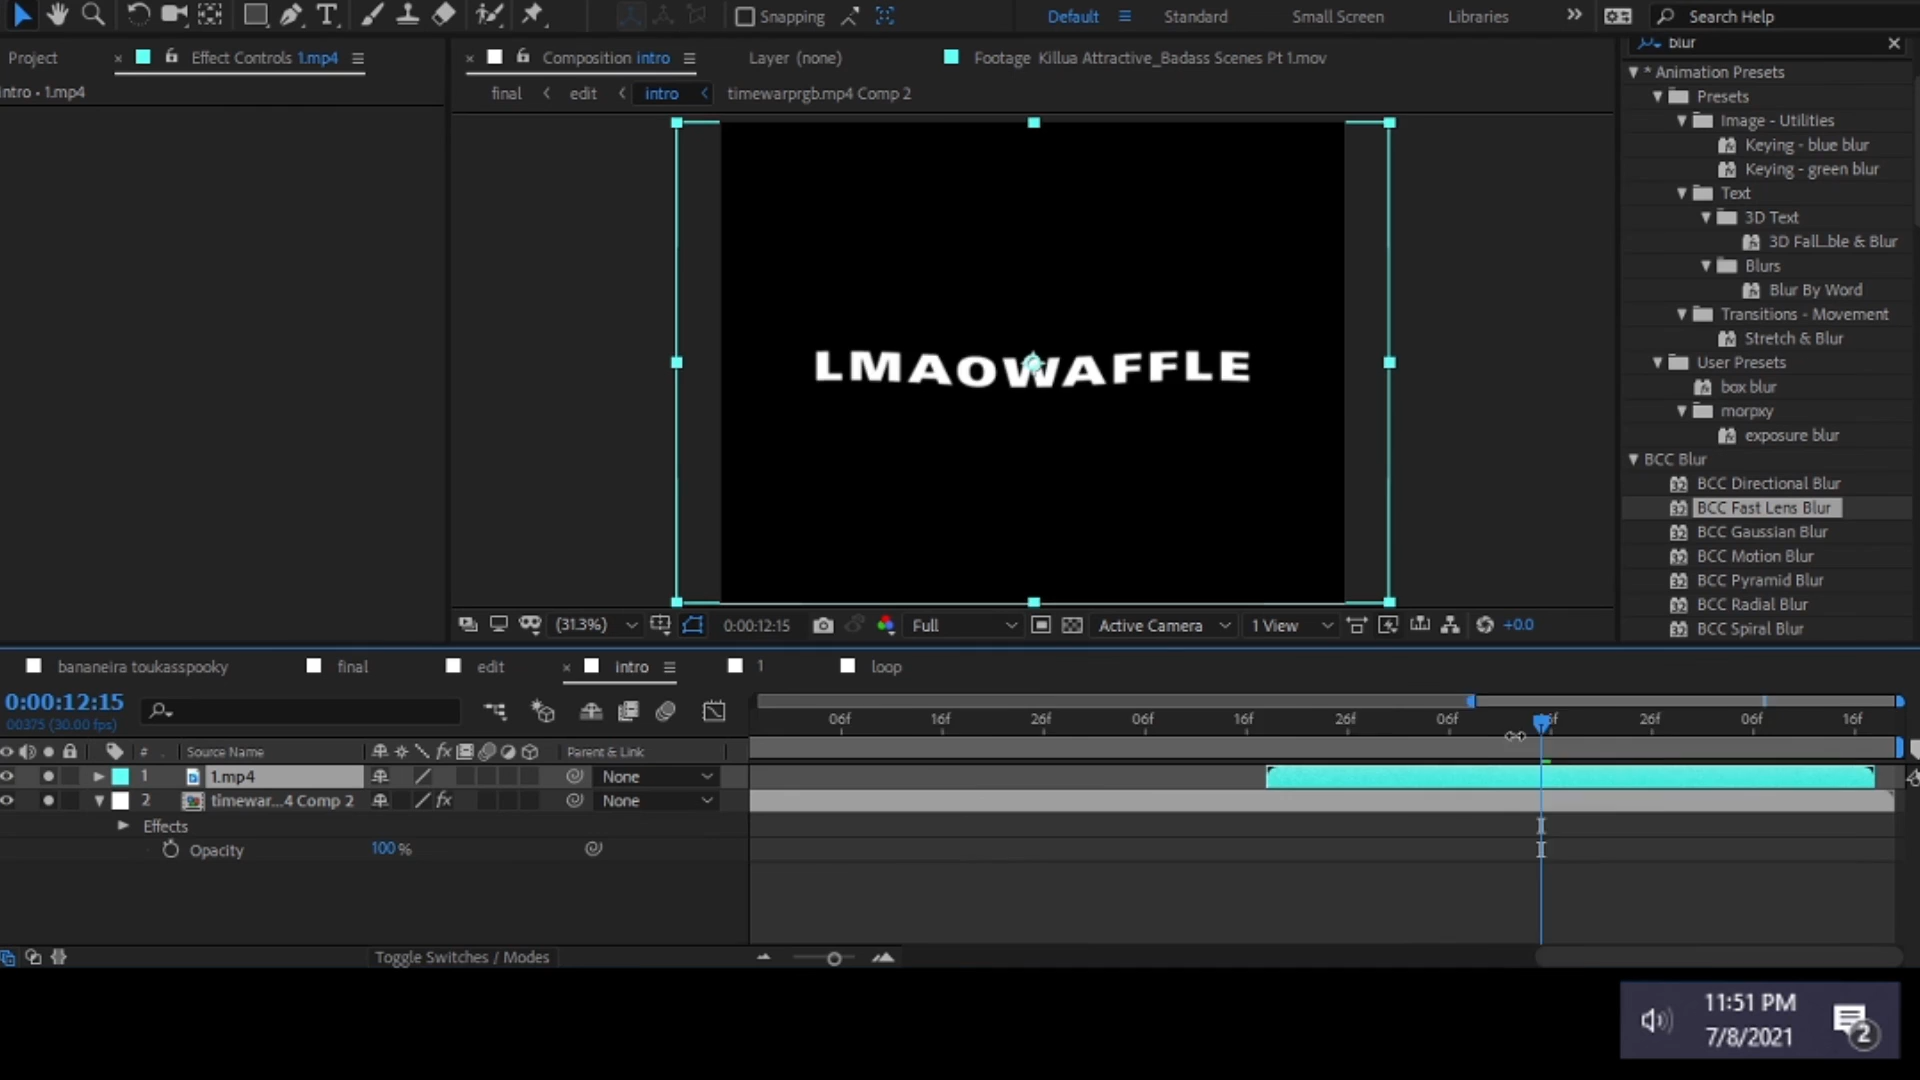 Snapping
Default
Standard
Small Screen
Libraries
Search Help
Project
Effect Controls 1.mp4
Composition intro
Layer (none)
Footage Killua Attractive_Badass Scenes Pt 1.mov
blur
intro • 1.mp4
final
edit
intro
timewarprgb.mp4 Comp 2
* Animation Presets
Presets
Image - Utilities
Keying - blue blur
Keying - green blur
Text
3D Text
3D Fall...ble & Blur
Blurs
Blur By Word
Transitions - Movement
Stretch & Blur
User Presets
box blur
morpxy
exposure blur
BCC Blur
BCC Directional Blur
BCC Fast Lens Blur
BCC Gaussian Blur
BCC Motion Blur
BCC Pyramid Blur
BCC Radial Blur
BCC Spiral Blur
LMAOWAFFLE
(31.3%)
0:00:12:15
Full
Active Camera
1 View
+0.0
bananeira toukasspooky
final
edit
intro
1
loop
0:00:12:15
00375 (30.00 fps)
06f
16f
26f
06f
16f
26f
06f
26f
06f
16f
#
Source Name
fx
Parent & Link
1
1.mp4
None
2
timewar...4 Comp 2
fx
None
Effects
Opacity
100 %
Toggle Switches / Modes
11:51 PM
7/8/2021
2